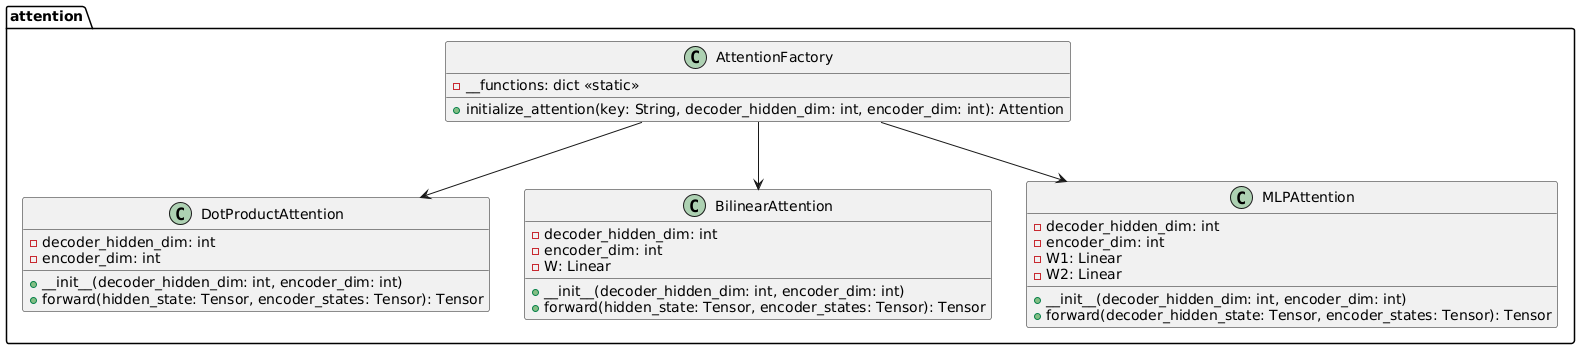 attention
C AttentionFactory
__functions: dict «static»
initialize_attention(key: String, decoder_hidden_dim: int, encoder_dim: int): Attention
C DotProductAttention
decoder_hidden_dim: int
encoder_dim: int
__init__(decoder_hidden_dim: int, encoder_dim: int)
forward(hidden_state: Tensor, encoder_states: Tensor): Tensor
C BilinearAttention
decoder_hidden_dim: int
encoder_dim: int
W: Linear
__init__(decoder_hidden_dim: int, encoder_dim: int)
forward(hidden_state: Tensor, encoder_states: Tensor): Tensor
C MLPAttention
decoder_hidden_dim: int
encoder_dim: int
W1: Linear
W2: Linear
__init__(decoder_hidden_dim: int, encoder_dim: int)
forward(decoder_hidden_state: Tensor, encoder_states: Tensor): Tensor